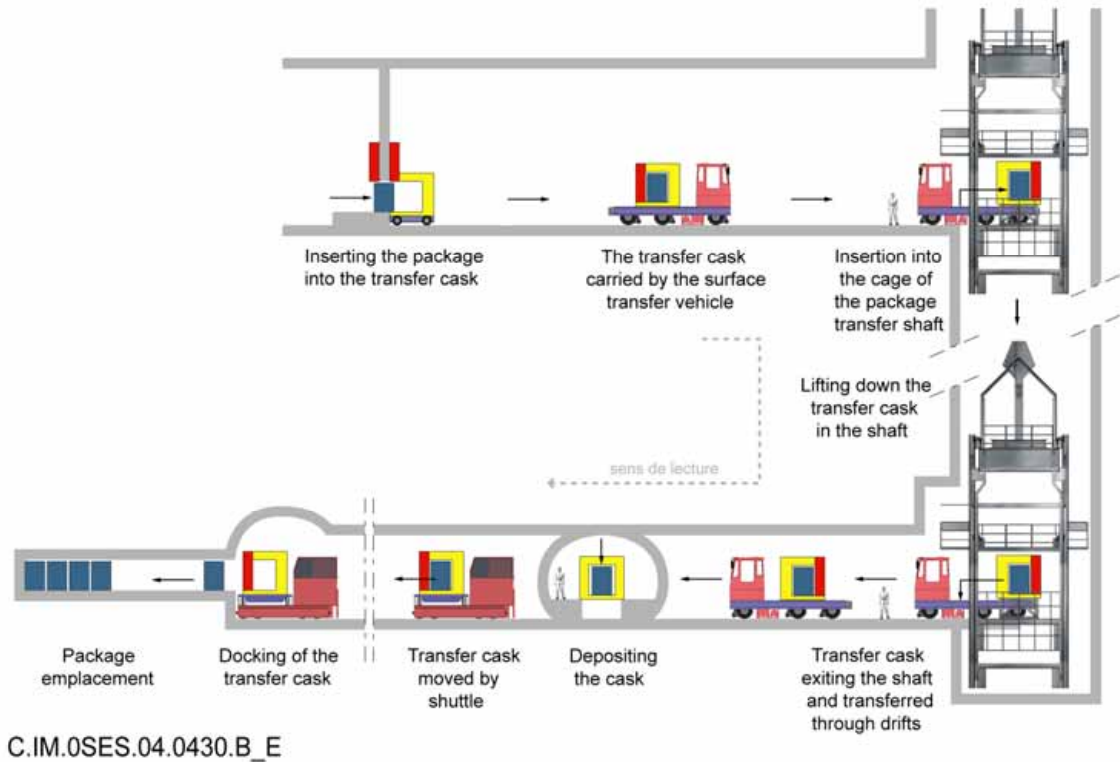 Inserting the package
into the transfer cask
The transfer cask
carried by the surface
transfer vehicle
Insertion into
the cage of
the package
transfer shaft
Lifting down the
transfer cask
in the shaft
sens de lecture
Package
emplacement
Docking of the
transfer cask
Transfer cask
moved by
shuttle
Depositing
the cask
Transfer cask
exiting the shaft
and transferred
through drifts
C.IM.0SES.04.0430.B_E